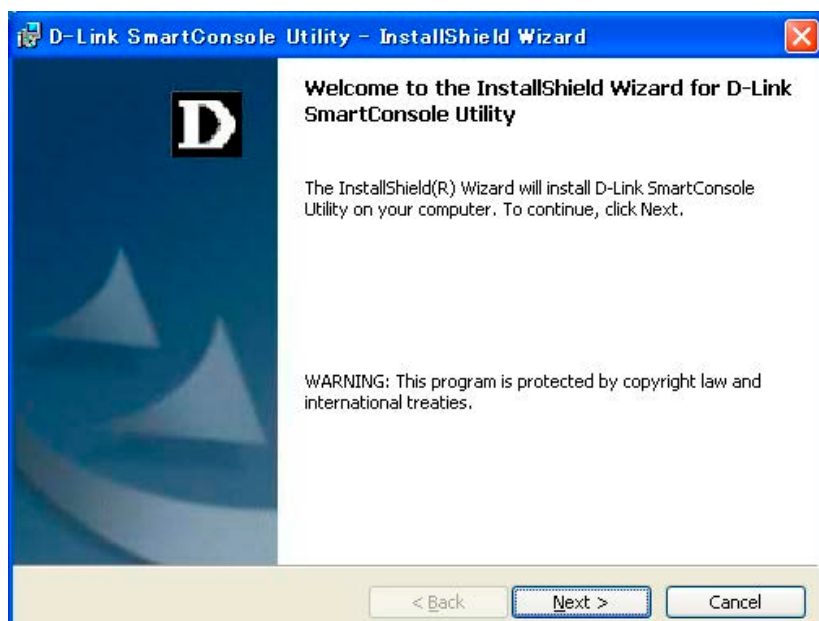 D-Link SmartConsole Utility - InstallShield Wizard
D
Welcome to the InstallShield Wizard for D-Link
SmartConsole Utility
The InstallShield(R) Wizard will install D-Link SmartConsole
Utility on your computer. To continue, click Next.
WARNING: This program is protected by copyright law and
international treaties.
< Back
Next >
Cancel